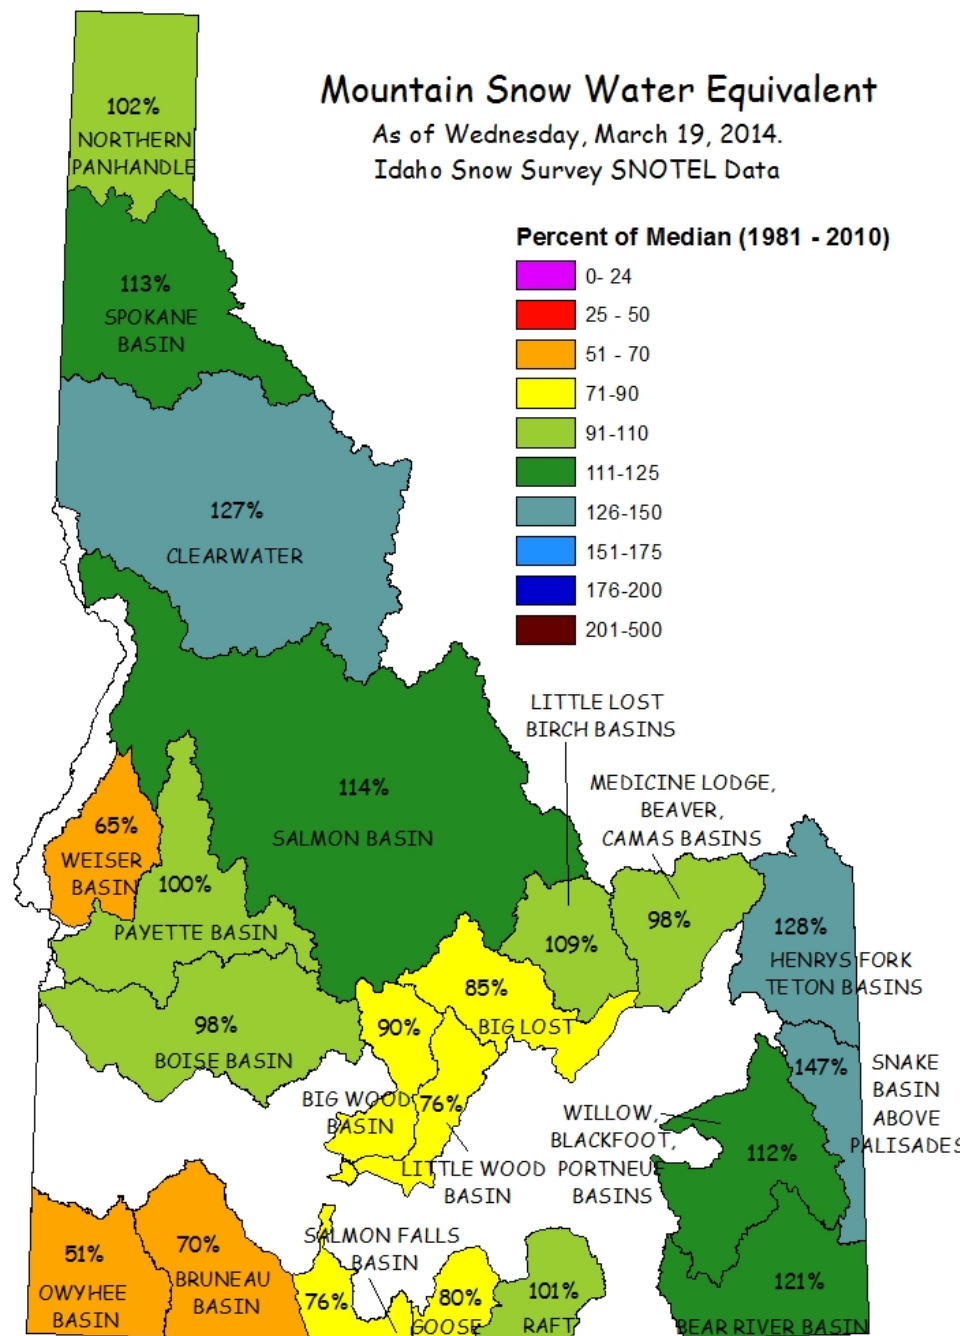 Mountain Snow Water Equivalent
As of Wednesday, March 19, 2014.
Idaho Snow Survey SNOTEL Data
Percent of Median (1981 - 2010)
0- 24
25 - 50
51 - 70
71-90
91-110
111-125
126-150
151-175
176-200
201-500
102%
NORTHERN
PANHANDLE
113%
SPOKANE
BASIN
127%
CLEARWATER
114%
SALMON BASIN
LITTLE LOST
BIRCH BASINS
109%
MEDICINE LODGE,
BEAVER,
CAMAS BASINS
98%
65%
WEISER
BASIN
100%
PAYETTE BASIN
98%
BOISE BASIN
85%
BIG LOST
90%
BIG WOOD
BASIN
76%
LITTLE WOOD
BASIN
128%
HENRYS FORK
TETON BASINS
147%
SNAKE
BASIN
ABOVE
PALISADES
WILLOW,
BLACKFOOT,
PORTNEUF
BASINS
112%
51%
OWYHEE
BASIN
70%
BRUNEAU
BASIN
SALMON FALLS
BASIN
76%
80%
GOOSE
101%
RAFT
121%
BEAR RIVER BASIN